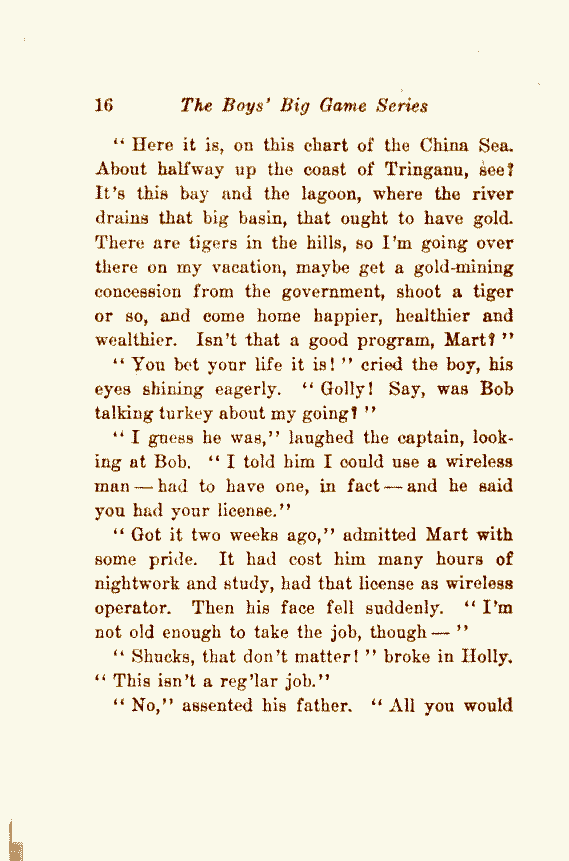 16 The Boys' Big Game Series
" Here it is, on this chart of the China Sea.
About halfway up the coast of Tringanu, see?
It's this bay and the lagoon, where the river
drains that big basin, that ought to have gold.
There are tigers in the hills, so I'm going over
there on my vacation, maybe get a gold-mining
concession from the government, shoot a tiger
or so, and come home happier, healthier and
wealthier. Isn't that a good program, Mart? "
" You bet your life it is! " cried the boy, his
eyes shining eagerly. " Golly! Say, was Bob
talking turkey about my going? "
" I guess he was," laughed the captain, look-
ing at Bob. " I told him I could use a wireless
man — had to have one, in fact — and he said
you had your license."
" Got it two weeks ago," admitted Mart with
some pride. It had cost him many hours of
nightwork and study, had that license as wireless
operator. Then his face fell suddenly. " I'm
not old enough to take the job, though — "
" Shucks, that don't matter! " broke in Holly.
" This isn't a reg'lar job."
" No," assented his father. " All you would